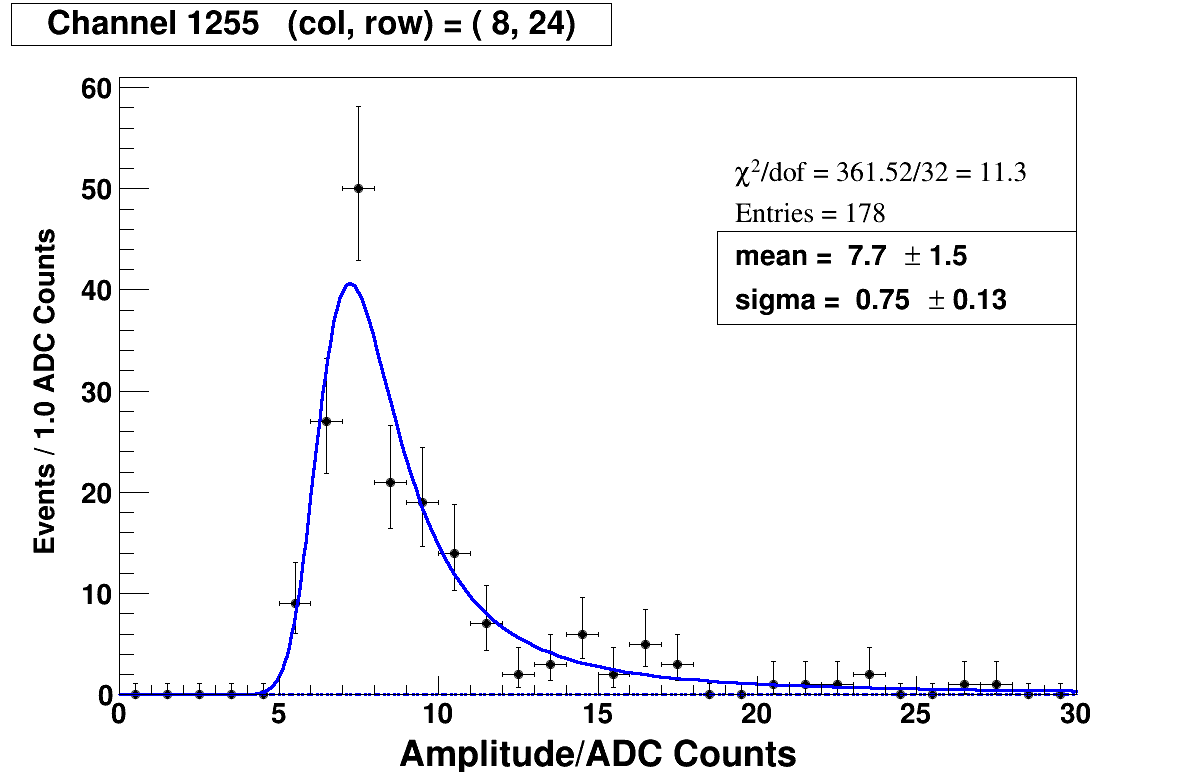 Channel 1255 (col, row) = ( 8, 24)
60
50
40
30
20
10
0
Events / 1.0 ADC Counts
χ²/dof = 361.52/32 = 11.3
Entries = 178
mean = 7.7 ± 1.5
sigma = 0.75 ± 0.13
0 5 10 15 20 25 30
Amplitude/ADC Counts